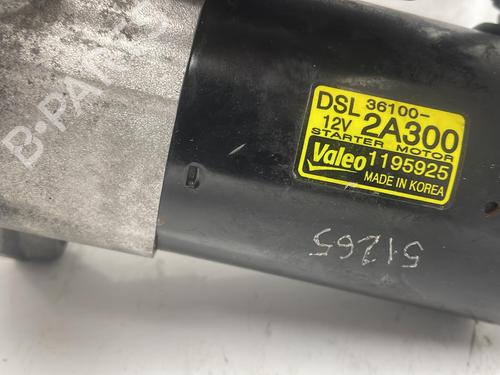 B-PARTS
DSL 36100-
12V 2A300
STARTER MOTOR
Valeo 1195925
MADE IN KOREA
51265